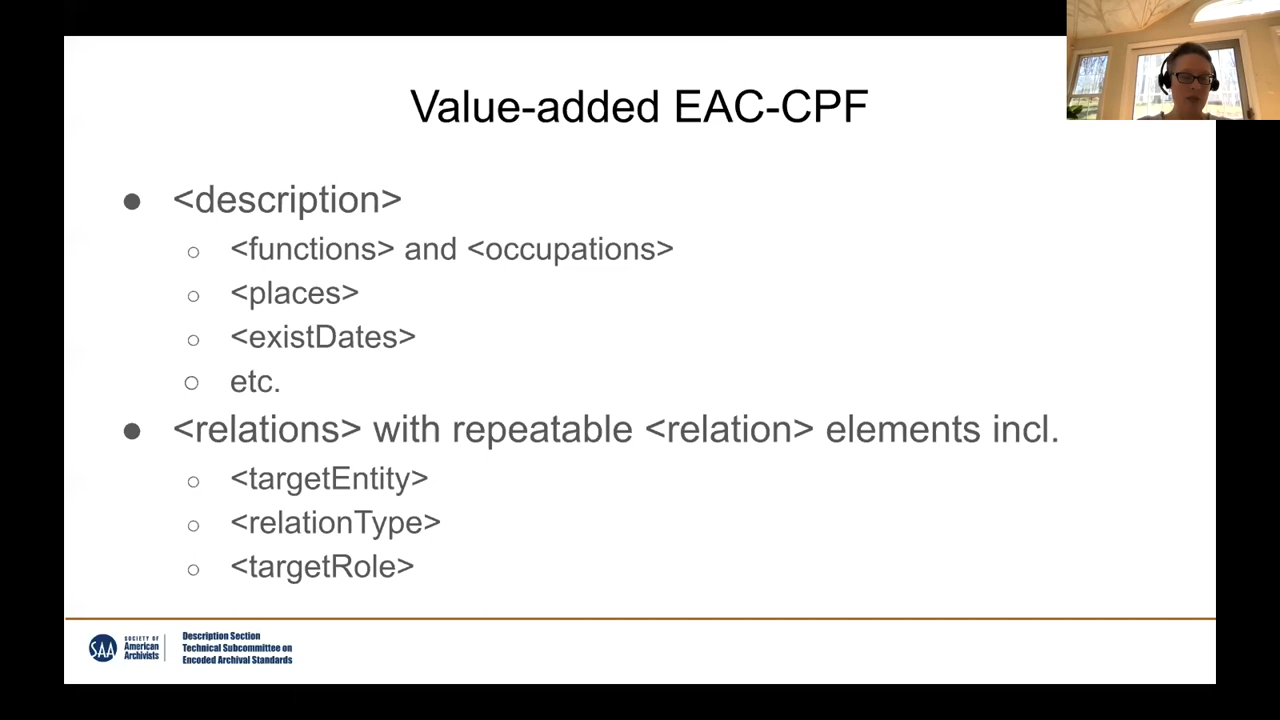 Value-added EAC-CPF
● <description>
○ <functions> and <occupations>
○ <places>
○ <existDates>
○ etc.
● <relations> with repeatable <relation> elements incl.
○ <targetEntity>
○ <relationType>
○ <targetRole>
SAA
SOCIETY OF
American
Archivists
Description Section
Technical Subcommittee on
Encoded Archival Standards